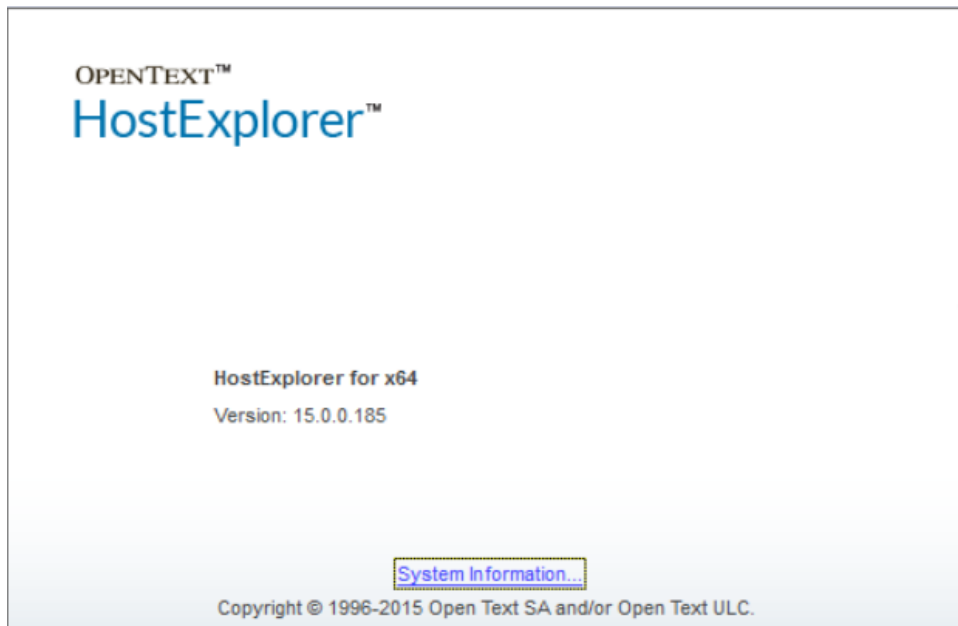 OPENTEXT™
HostExplorer™
HostExplorer for x64
Version: 15.0.0.185
System Information...
Copyright © 1996-2015 Open Text SA and/or Open Text ULC.